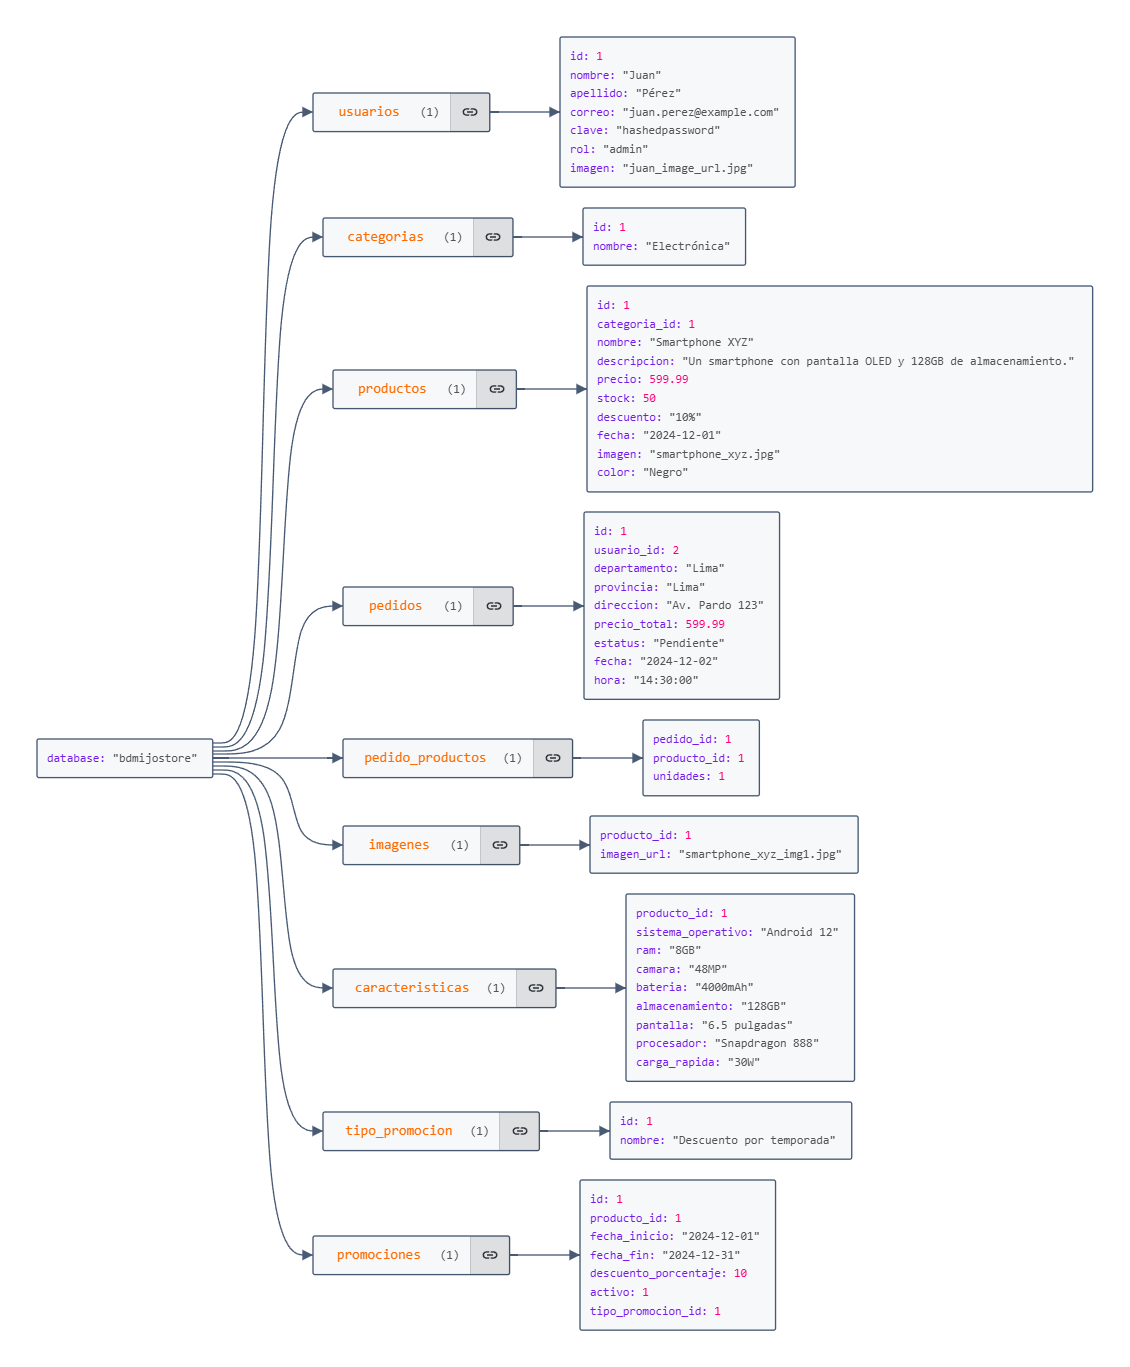 database: "bdmijostore"
usuarios (1)
id: 1
nombre: "Juan"
apellido: "Pérez"
correo: "juan.perez@example.com"
clave: "hashedpassword"
rol: "admin"
imagen: "juan_image_url.jpg"
categorias (1)
id: 1
nombre: "Electrónica"
productos (1)
id: 1
categoria_id: 1
nombre: "Smartphone XYZ"
descripcion: "Un smartphone con pantalla OLED y 128GB de almacenamiento."
precio: 599.99
stock: 50
descuento: "10%"
fecha: "2024-12-01"
imagen: "smartphone_xyz.jpg"
color: "Negro"
pedidos (1)
id: 1
usuario_id: 2
departamento: "Lima"
provincia: "Lima"
direccion: "Av. Pardo 123"
precio_total: 599.99
estatus: "Pendiente"
fecha: "2024-12-02"
hora: "14:30:00"
pedido_productos (1)
pedido_id: 1
producto_id: 1
unidades: 1
imagenes (1)
producto_id: 1
imagen_url: "smartphone_xyz_img1.jpg"
caracteristicas (1)
producto_id: 1
sistema_operativo: "Android 12"
ram: "8GB"
camara: "48MP"
bateria: "4000mAh"
almacenamiento: "128GB"
pantalla: "6.5 pulgadas"
procesador: "Snapdragon 888"
carga_rapida: "30W"
tipo_promocion (1)
id: 1
nombre: "Descuento por temporada"
promociones (1)
id: 1
producto_id: 1
fecha_inicio: "2024-12-01"
fecha_fin: "2024-12-31"
descuento_porcentaje: 10
activo: 1
tipo_promocion_id: 1